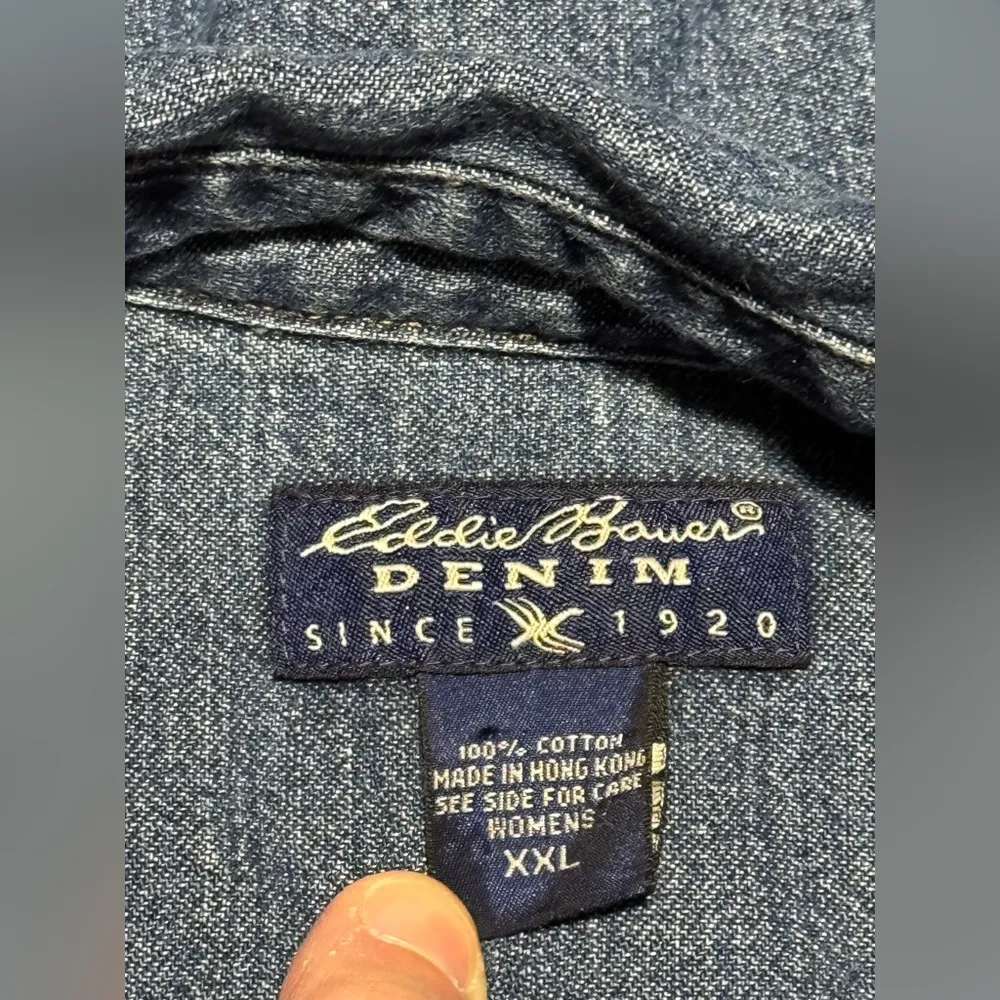 Eddie Bauer®
DENIM
SINCE 1920
100% COTTON
MADE IN HONG KONG
SEE SIDE FOR CARE
WOMENS
XXL